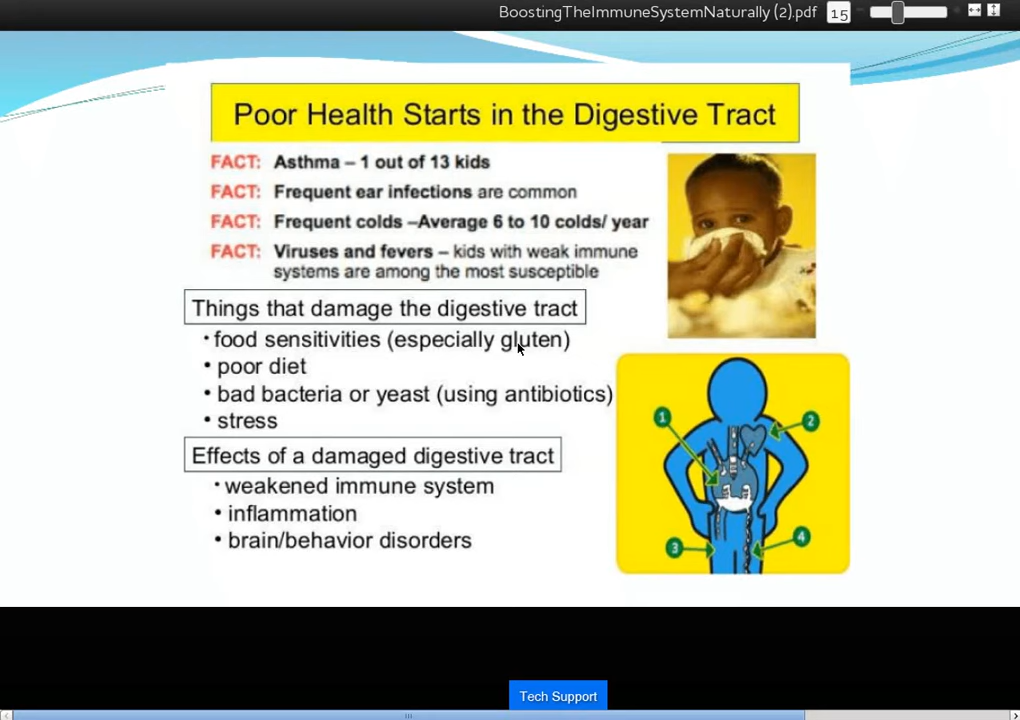 BoostingTheImmuneSystemNaturally (2).pdf 15
Poor Health Starts in the Digestive Tract
FACT: Asthma – 1 out of 13 kids
FACT: Frequent ear infections are common
FACT: Frequent colds –Average 6 to 10 colds/ year
FACT: Viruses and fevers – kids with weak immune
systems are among the most susceptible
Things that damage the digestive tract
• food sensitivities (especially gluten)
• poor diet
• bad bacteria or yeast (using antibiotics)
• stress
Effects of a damaged digestive tract
• weakened immune system
• inflammation
• brain/behavior disorders
1
2
3
4
Tech Support